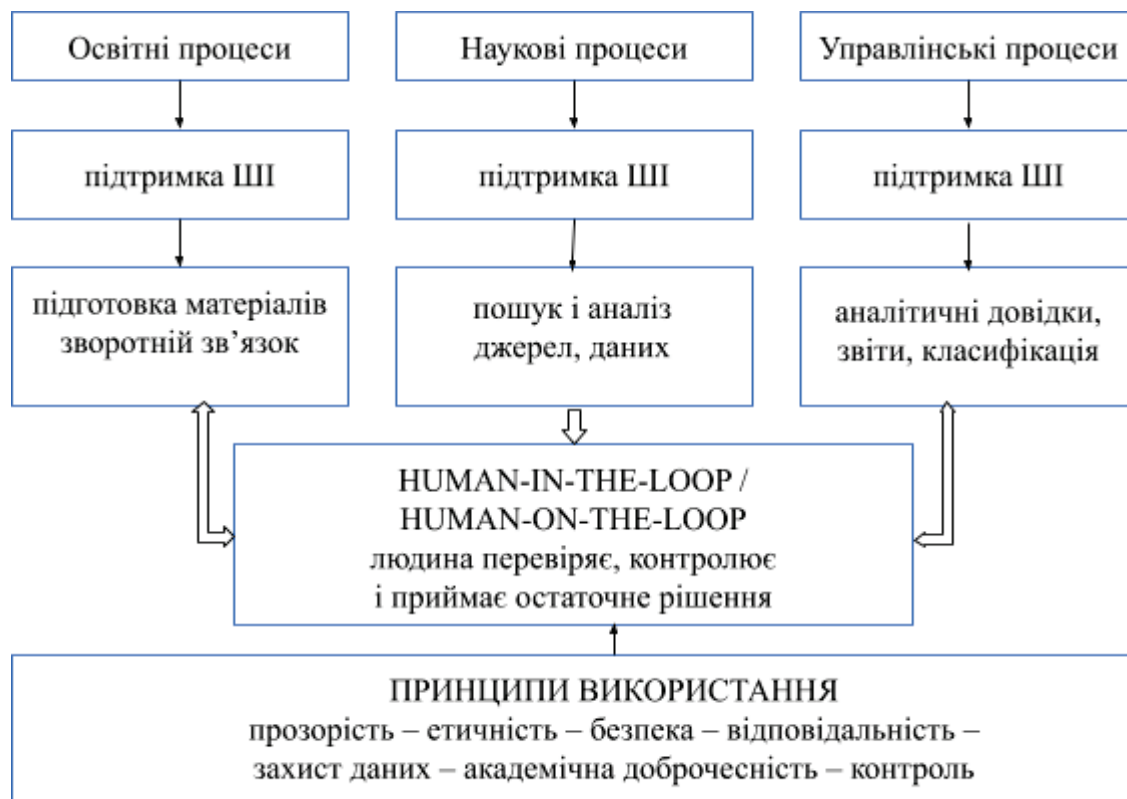 Освітні процеси
Наукові процеси
Управлінські процеси
підтримка ШІ
підтримка ШІ
підтримка ШІ
підготовка матеріалів
зворотній зв’язок
пошук і аналіз
джерел, даних
аналітичні довідки,
звіти, класифікація
HUMAN-IN-THE-LOOP /
HUMAN-ON-THE-LOOP
людина перевіряє, контролює
і приймає остаточне рішення
ПРИНЦИПИ ВИКОРИСТАННЯ
прозорість – етичність – безпека – відповідальність –
захист даних – академічна доброчесність – контроль